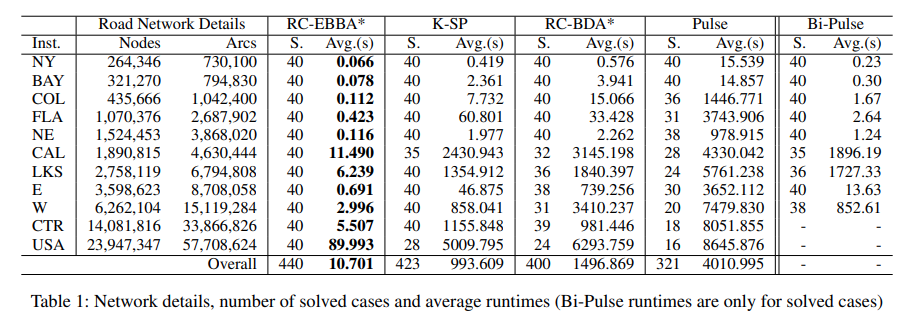 Road Network Details RC-EBBA* K-SP RC-BDA* Pulse Bi-Pulse
Inst. Nodes Arcs S. Avg.(s) S. Avg.(s) S. Avg.(s) S. Avg.(s) S. Avg.(s)
NY 264,346 730,100 40 0.066 40 0.419 40 0.576 40 15.539 40 0.23
BAY 321,270 794,830 40 0.078 40 2.361 40 3.941 40 14.857 40 0.30
COL 435,666 1,042,400 40 0.112 40 7.732 40 15.066 36 1446.771 40 1.67
FLA 1,070,376 2,687,902 40 0.423 40 60.801 40 33.428 31 3743.906 40 2.64
NE 1,524,453 3,868,020 40 0.116 40 1.977 40 2.262 38 978.915 40 1.24
CAL 1,890,815 4,630,444 40 11.490 35 2430.943 32 3145.198 28 4330.042 35 1896.19
LKS 2,758,119 6,794,808 40 6.239 40 1354.912 36 1840.397 24 5761.238 36 1727.33
E 3,598,623 8,708,058 40 0.691 40 46.875 38 739.256 30 3652.112 40 13.63
W 6,262,104 15,119,284 40 2.996 40 858.041 31 3410.237 20 7479.830 38 852.61
CTR 14,081,816 33,866,826 40 5.507 40 1155.848 39 981.446 18 8051.855 - -
USA 23,947,347 57,708,624 40 89.993 28 5009.795 24 6293.759 16 8645.876 - -
Overall 440 10.701 423 993.609 400 1496.869 321 4010.995 - -
Table 1: Network details, number of solved cases and average runtimes (Bi-Pulse runtimes are only for solved cases)